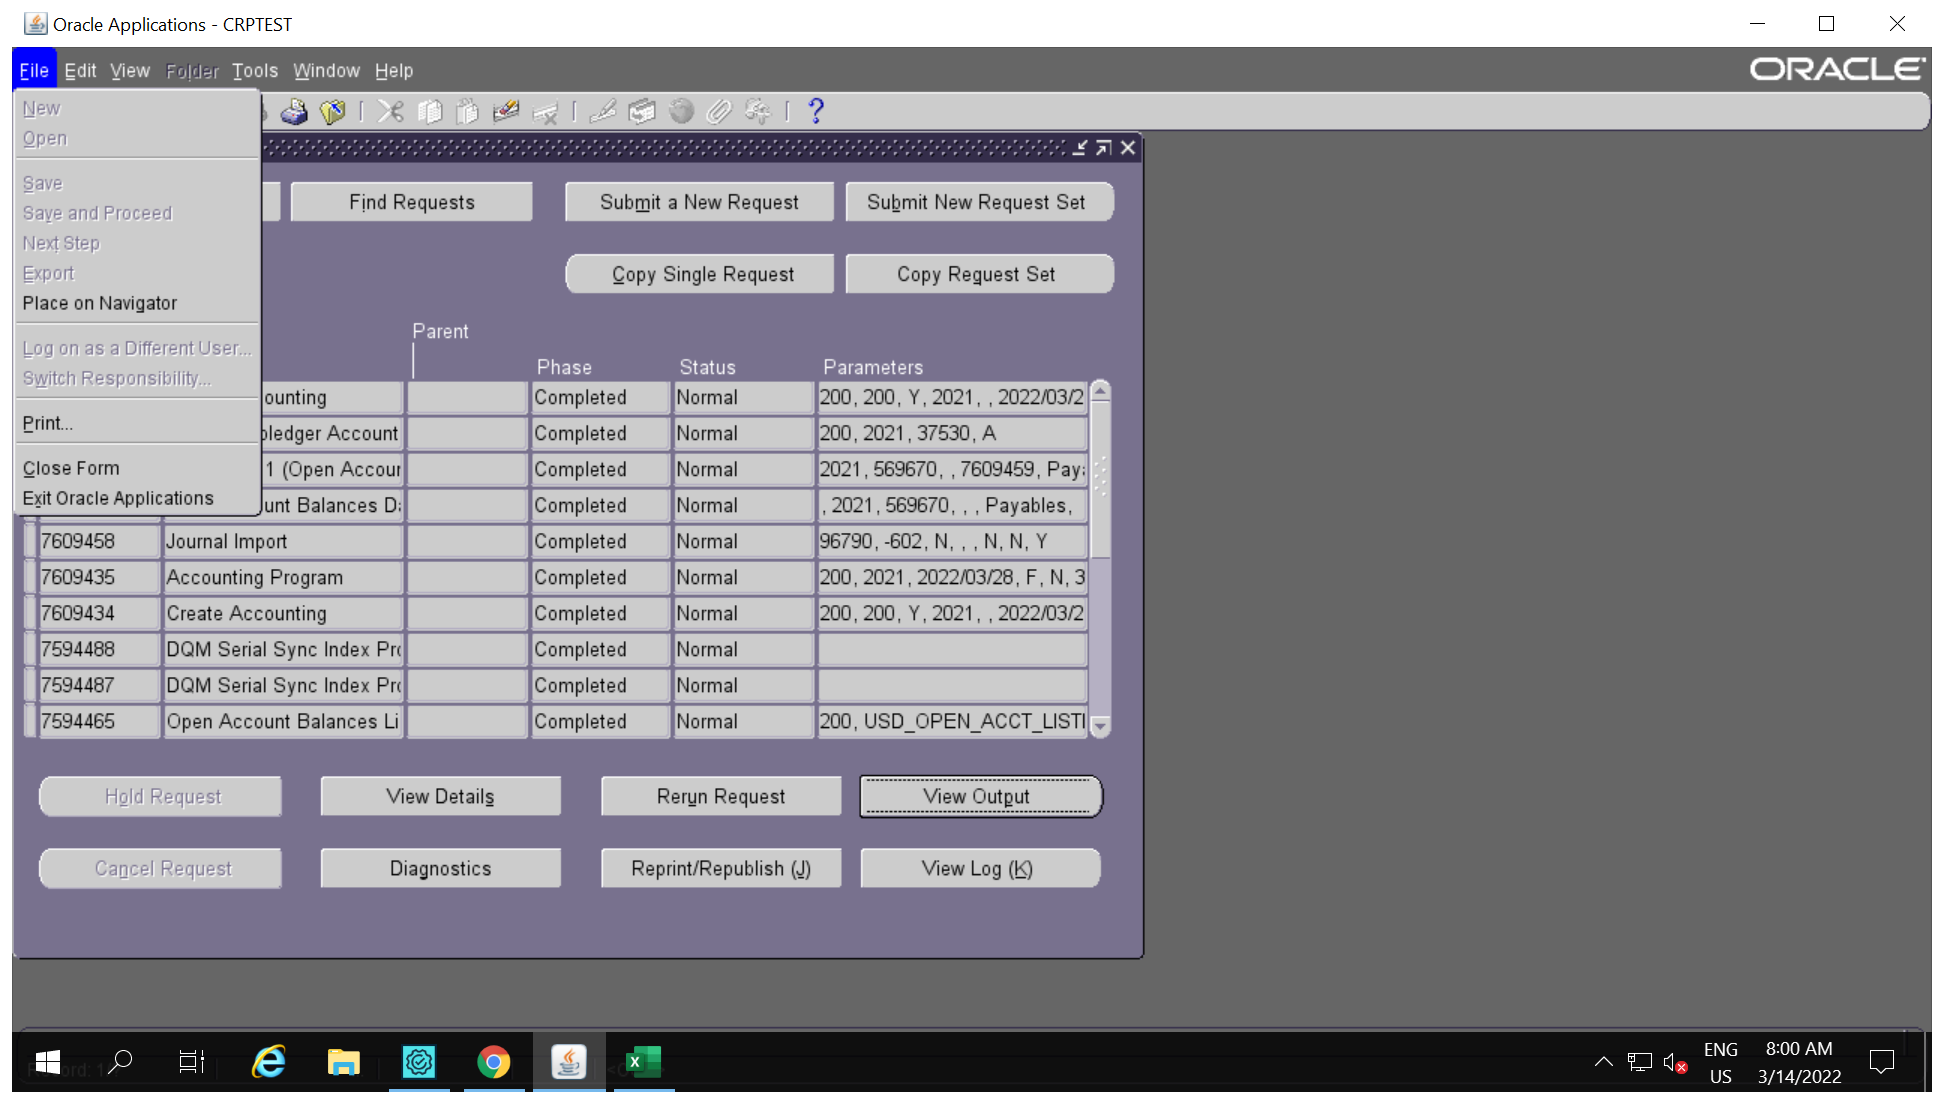 Oracle Applications - CRPTEST
File Edit View Folder Tools Window Help
ORACLE
New
Open
Save
Save and Proceed
Next Step
Export
Place on Navigator
Log on as a Different User...
Switch Responsibility...
Print...
Close Form
Exit Oracle Applications
Find Requests Submit a New Request Submit New Request Set
Copy Single Request Copy Request Set
Parent
Phase Status Parameters
ounting Completed Normal 200, 200, Y, 2021, , 2022/03/2
ledger Account Completed Normal 200, 2021, 37530, A
1 (Open Accour Completed Normal 2021, 569670, , 7609459, Pay
unt Balances D Completed Normal , 2021, 569670, , , Payables,
7609458 Journal Import Completed Normal 96790, -602, N, , , N, N, Y
7609435 Accounting Program Completed Normal 200, 2021, 2022/03/28, F, N, 3
7609434 Create Accounting Completed Normal 200, 200, Y, 2021, , 2022/03/2
7594488 DQM Serial Sync Index Pr Completed Normal
7594487 DQM Serial Sync Index Pr Completed Normal
7594465 Open Account Balances Li Completed Normal 200, USD_OPEN_ACCT_LISTI
Hold Request View Details Rerun Request View Output
Cancel Request Diagnostics Reprint/Republish (J) View Log (K)
ENG 8:00 AM
US 3/14/2022